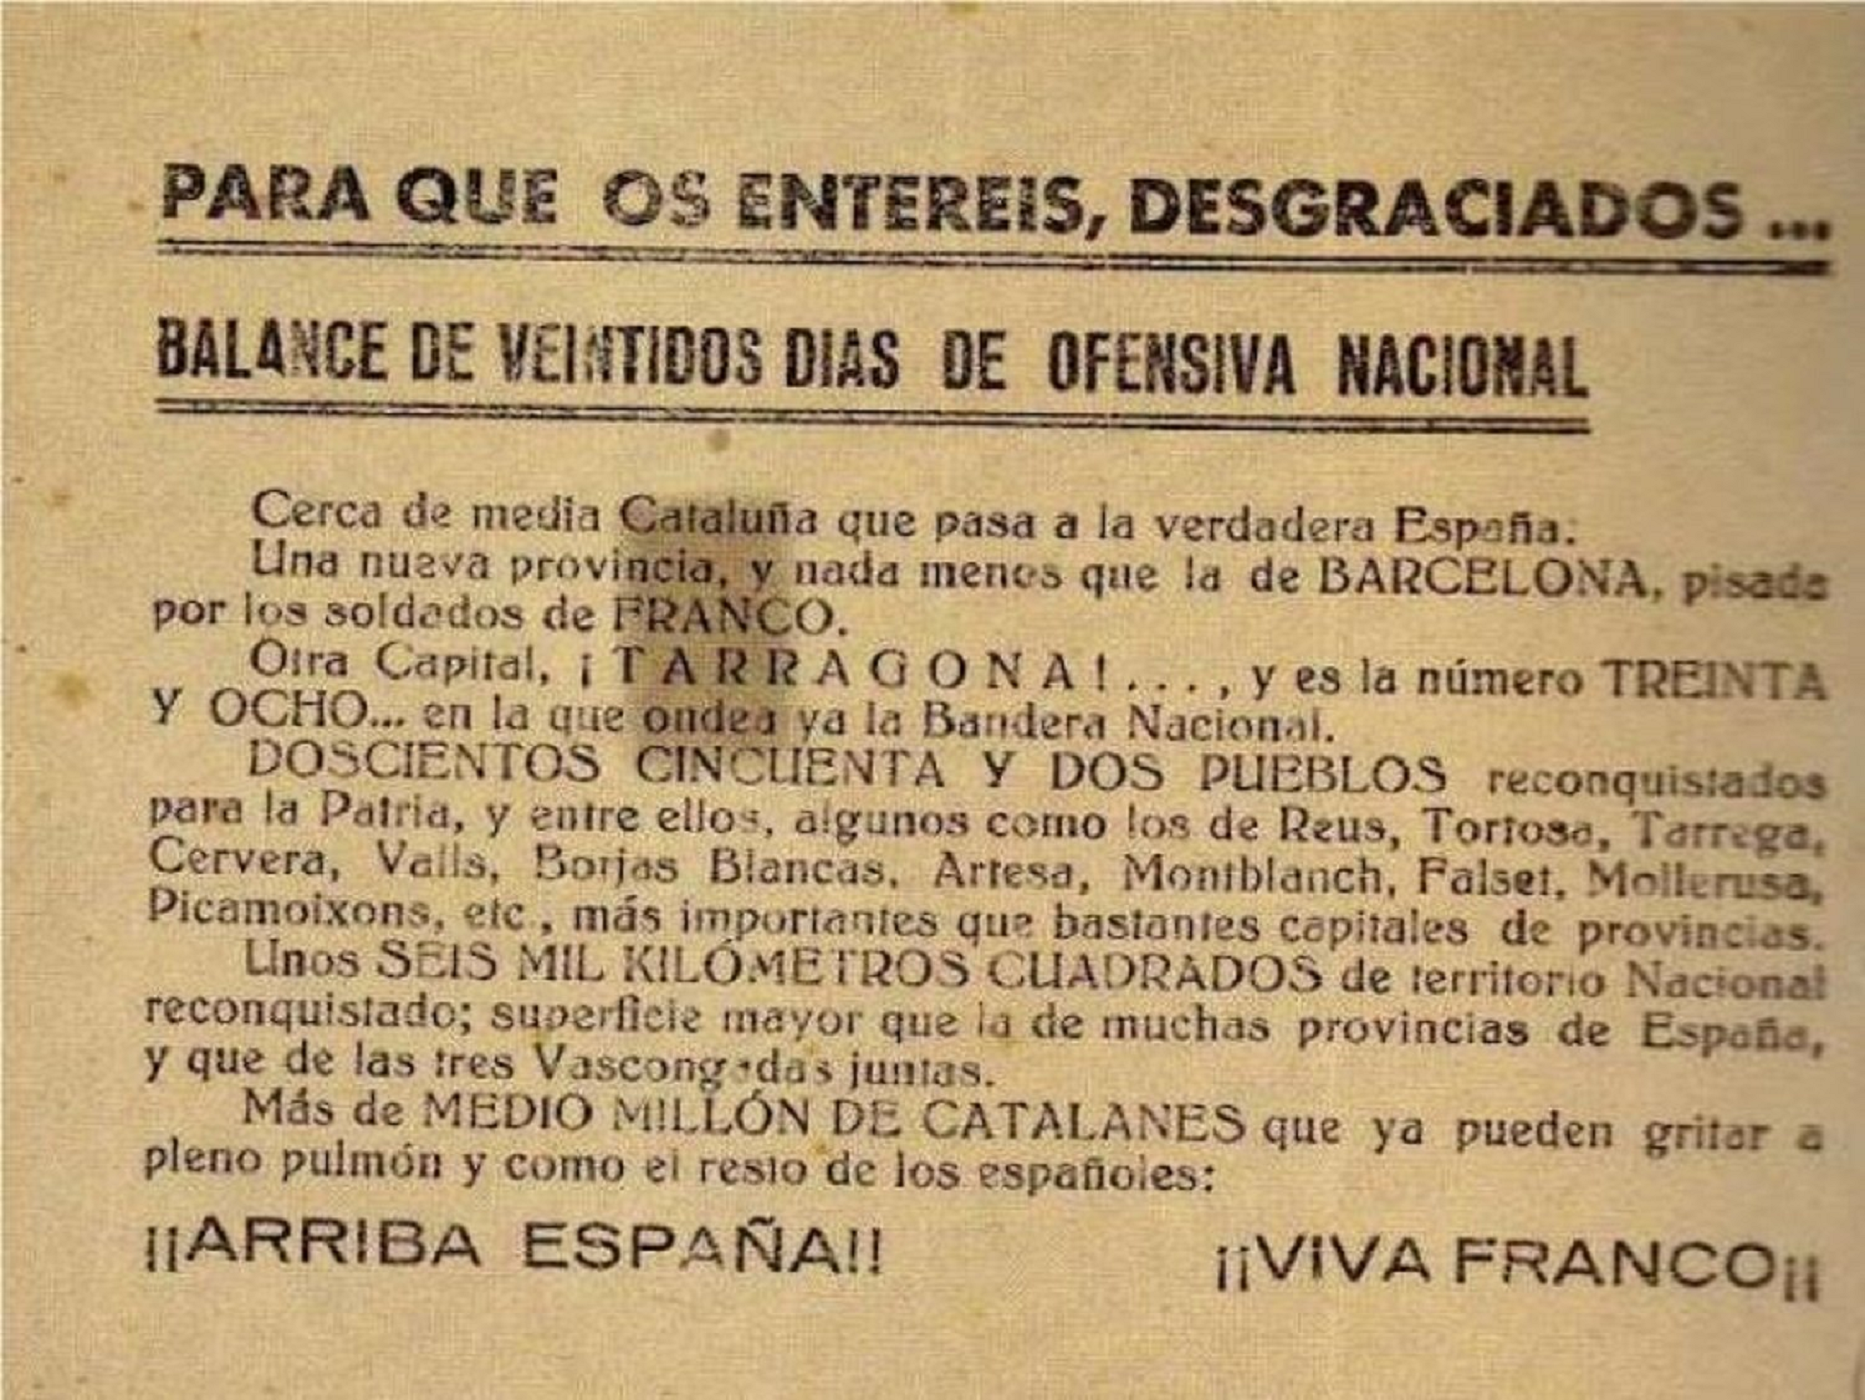 PARA QUE OS ENTEREIS, DESGRACIADOS ...
BALANCE DE VEINTIDOS DIAS DE OFENSIVA NACIONAL
Cerca de media Cataluña que pasa a la verdadera España.
Una nueva provincia, y nada menos que la de BARCELONA, pisada
por los soldados de FRANCO.
Otra Capital, ¡TARRAGONA!..., y es la número TREINTA
Y OCHO... en la que ondea ya la Bandera Nacional.
DOSCIENTOS CINCUENTA Y DOS PUEBLOS reconquistados
para la Patria, y entre ellos, algunos como los de Reus, Tortosa, Tarrega,
Cervera, Valls, Borjas Blancas, Artesa, Montblanch, Falset, Mollerusa,
Picamoixons, etc., más importantes que bastantes capitales de provincias.
Unos SEIS MIL KILÓMETROS CUADRADOS de territorio Nacional
reconquistado; superficie mayor que la de muchas provincias de España,
y que de las tres Vascongadas juntas.
Más de MEDIO MILLÓN DE CATALANES que ya pueden gritar a
pleno pulmón y como el resto de los españoles:
¡¡ARRIBA ESPAÑA!! ¡¡VIVA FRANCO¡¡